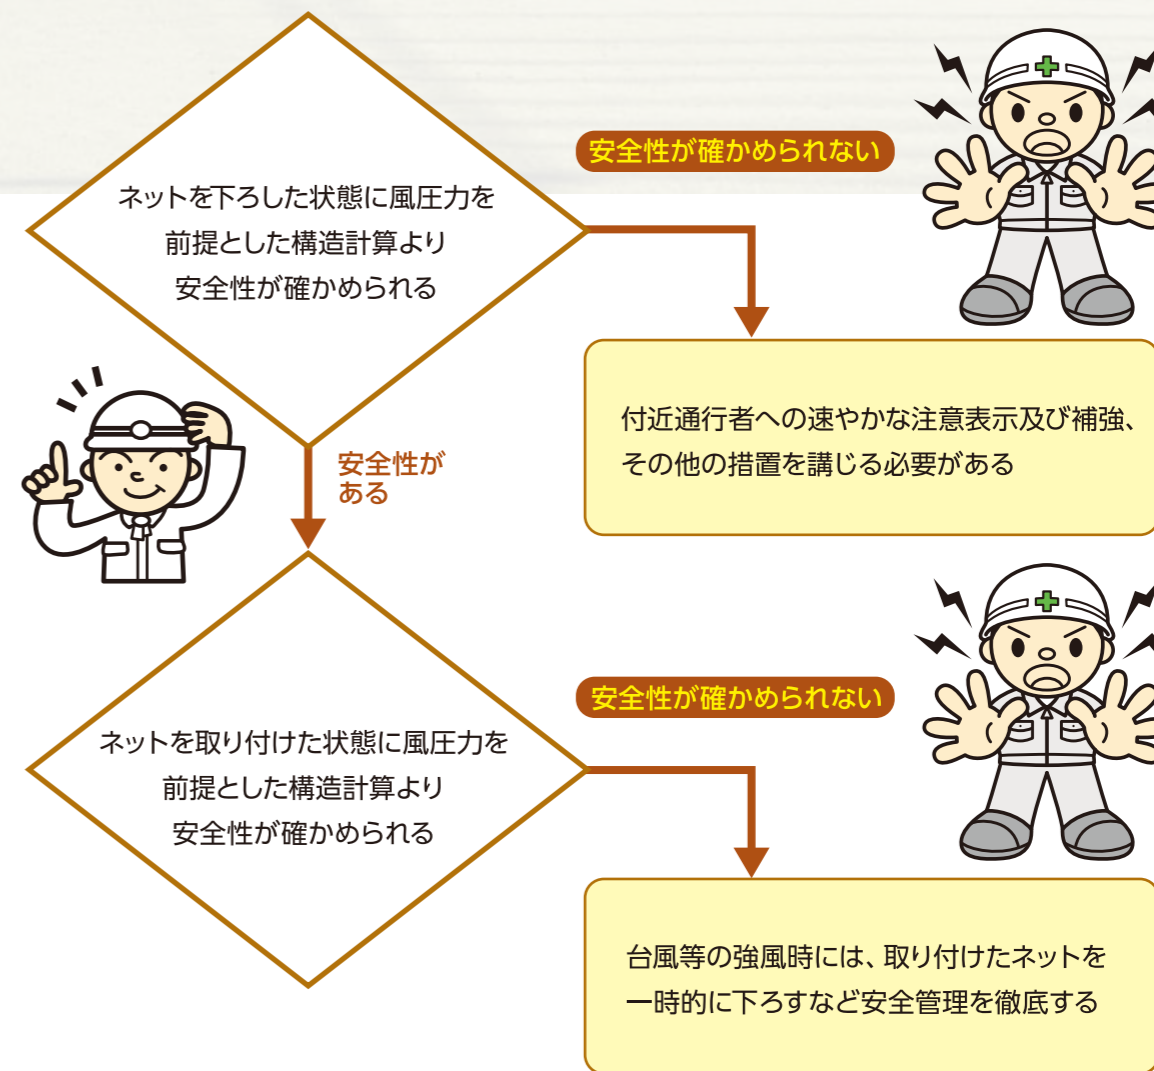 ネットを下ろした状態に風圧力を
前提とした構造計算より
安全性が確かめられる
安全性が確かめられない
付近通行者への速やかな注意表示及び補強、
その他の措置を講じる必要がある
安全性が
ある
ネットを取り付けた状態に風圧力を
前提とした構造計算より
安全性が確かめられる
安全性が確かめられない
台風等の強風時には、取り付けたネットを
一時的に下ろすなど安全管理を徹底する